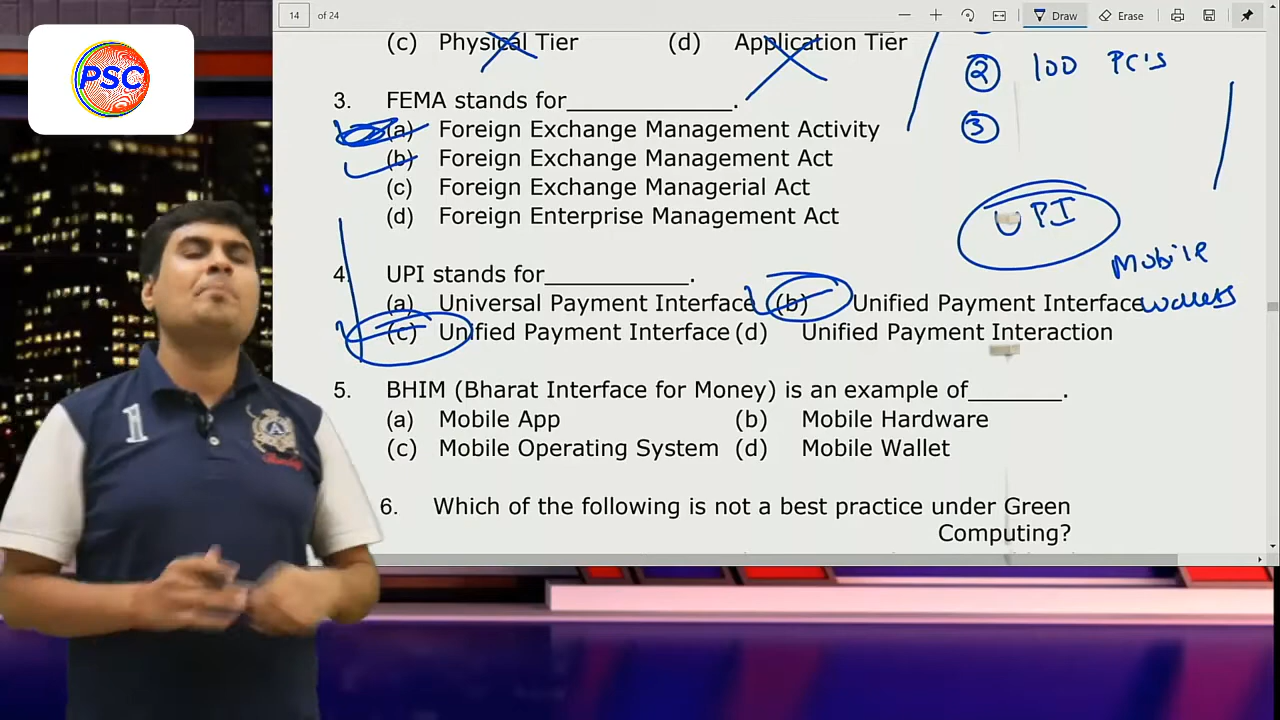 PSC
14 of 24
Draw
Erase
(c) Physical Tier (d) Application Tier
② 100 PC's
3. FEMA stands for____________.
(a) Foreign Exchange Management Activity
③
(b) Foreign Exchange Management Act
(c) Foreign Exchange Managerial Act
(d) Foreign Enterprise Management Act
UPI
Mobile
wallets
4. UPI stands for__________.
(a) Universal Payment Interface (b) Unified Payment Interface
(c) Unified Payment Interface (d) Unified Payment Interaction
5. BHIM (Bharat Interface for Money) is an example of_______.
(a) Mobile App (b) Mobile Hardware
(c) Mobile Operating System (d) Mobile Wallet
6. Which of the following is not a best practice under Green
Computing?
1
A